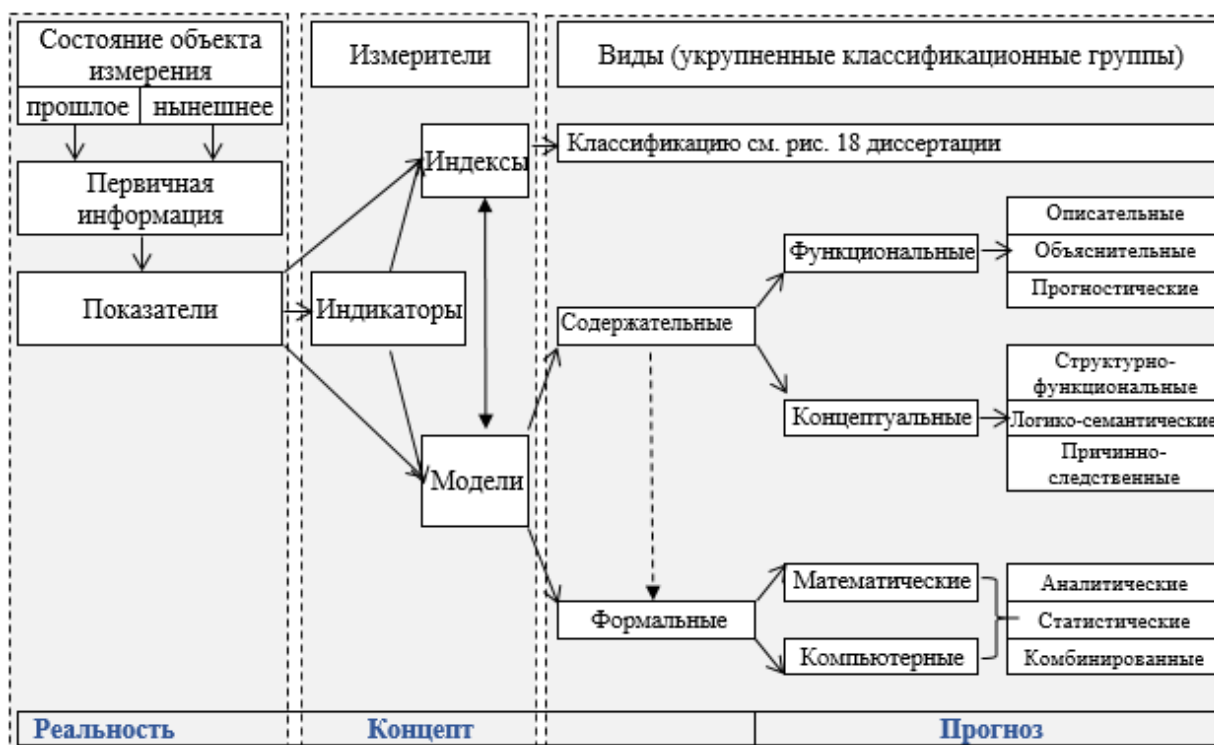 Состояние объекта
измерения
прошлое
нынешнее
Измерители
Виды (укрупненные классификационные группы)
Индексы
Классификацию см. рис. 18 диссертации
Первичная
информация
Показатели
Индикаторы
Модели
Содержательные
Функциональные
Описательные
Объяснительные
Прогностические
Концептуальные
Структурно-
функциональные
Логико-семантические
Причинно-
следственные
Формальные
Математические
Компьютерные
Аналитические
Статистические
Комбинированные
Реальность
Концепт
Прогноз